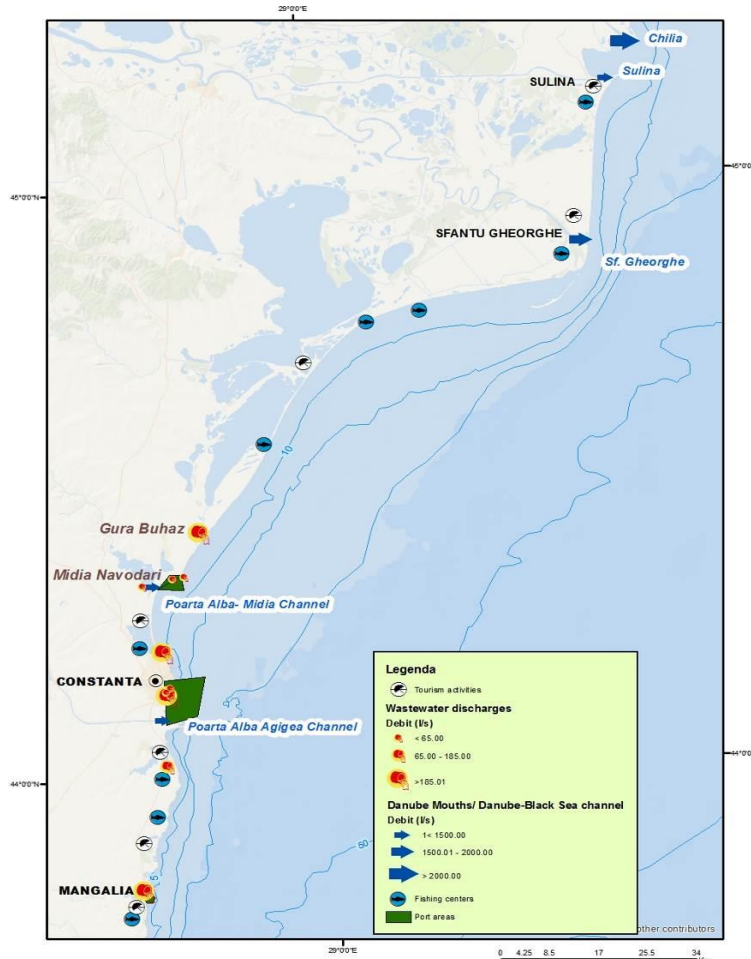 29°0'0"E
Chilia
Sulina
SULINA
45°0'0"N
45°0'0
SFANTU GHEORGHE
Sf. Gheorghe
10
Gura Buhaz
Midia Navodari
Poarta Alba- Midia Channel
CONSTANTA
Poarta Alba Agigea Channel
44°0'0"N
44°0'0
50
5
MANGALIA
Legenda
Tourism activities
Wastewater discharges
Debit (l/s)
< 65.00
65.00 - 185.00
>185.01
Danube Mouths/ Danube-Black Sea channel
Debit (l/s)
1< 1500.00
1500.01 - 2000.00
> 2000.00
Fishing centers
Port areas
other contributors
29°0'0"E
0 4.25 8.5 17 25.5 34